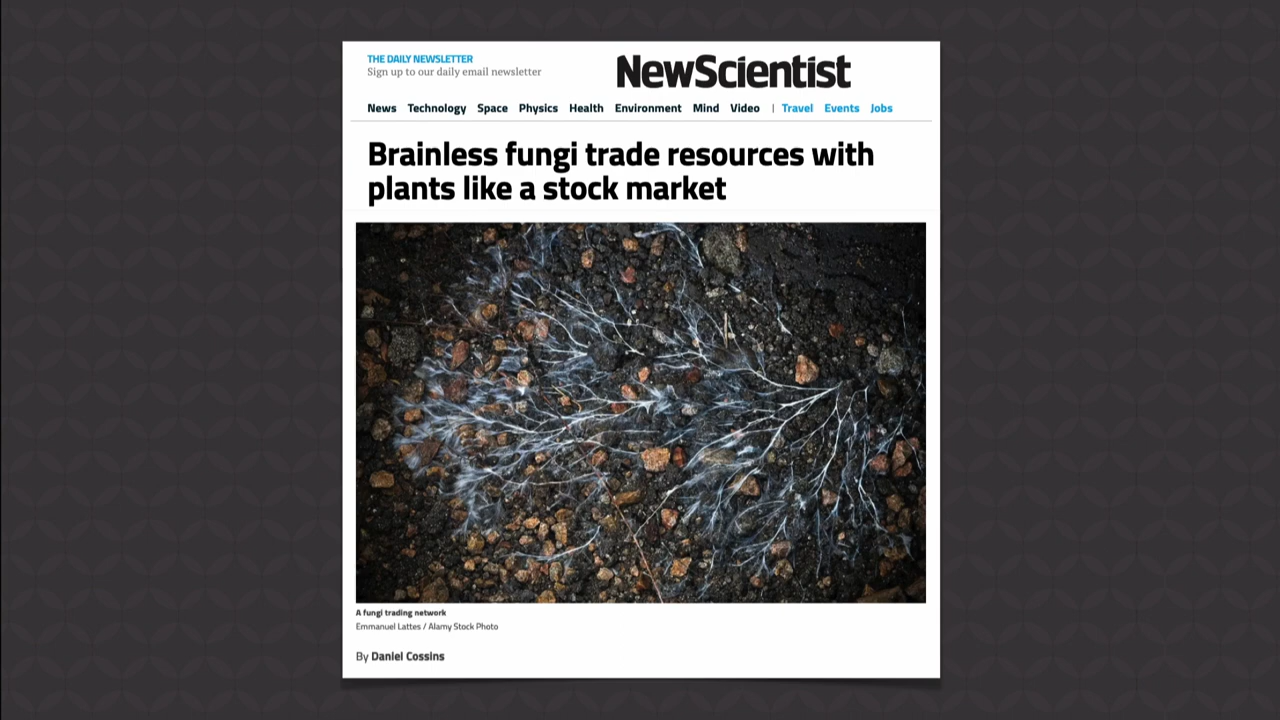 THE DAILY NEWSLETTER
Sign up to our daily email newsletter
NewScientist
News Technology Space Physics Health Environment Mind Video | Travel Events Jobs
Brainless fungi trade resources with
plants like a stock market
A fungi trading network
Emmanuel Lattes / Alamy Stock Photo
By Daniel Cossins